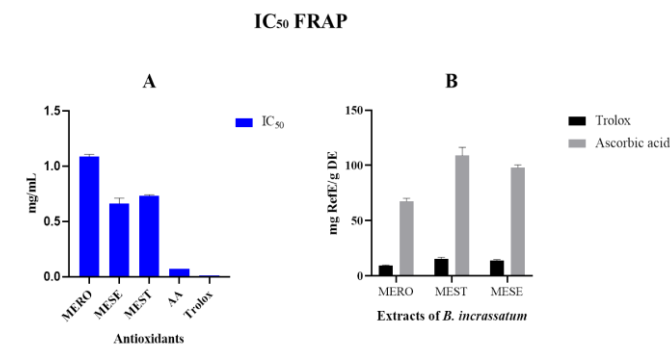 IC₅₀ FRAP
A
1.5
1.0
0.5
0.0
mg/mL
MERO
MESE
MEST
AA
Trolox
Antioxidants
IC₅₀
B
150
100
50
0
mg RefE/g DE
MERO MEST MESE
Extracts of B. incrassatum
Trolox
Ascorbic acid